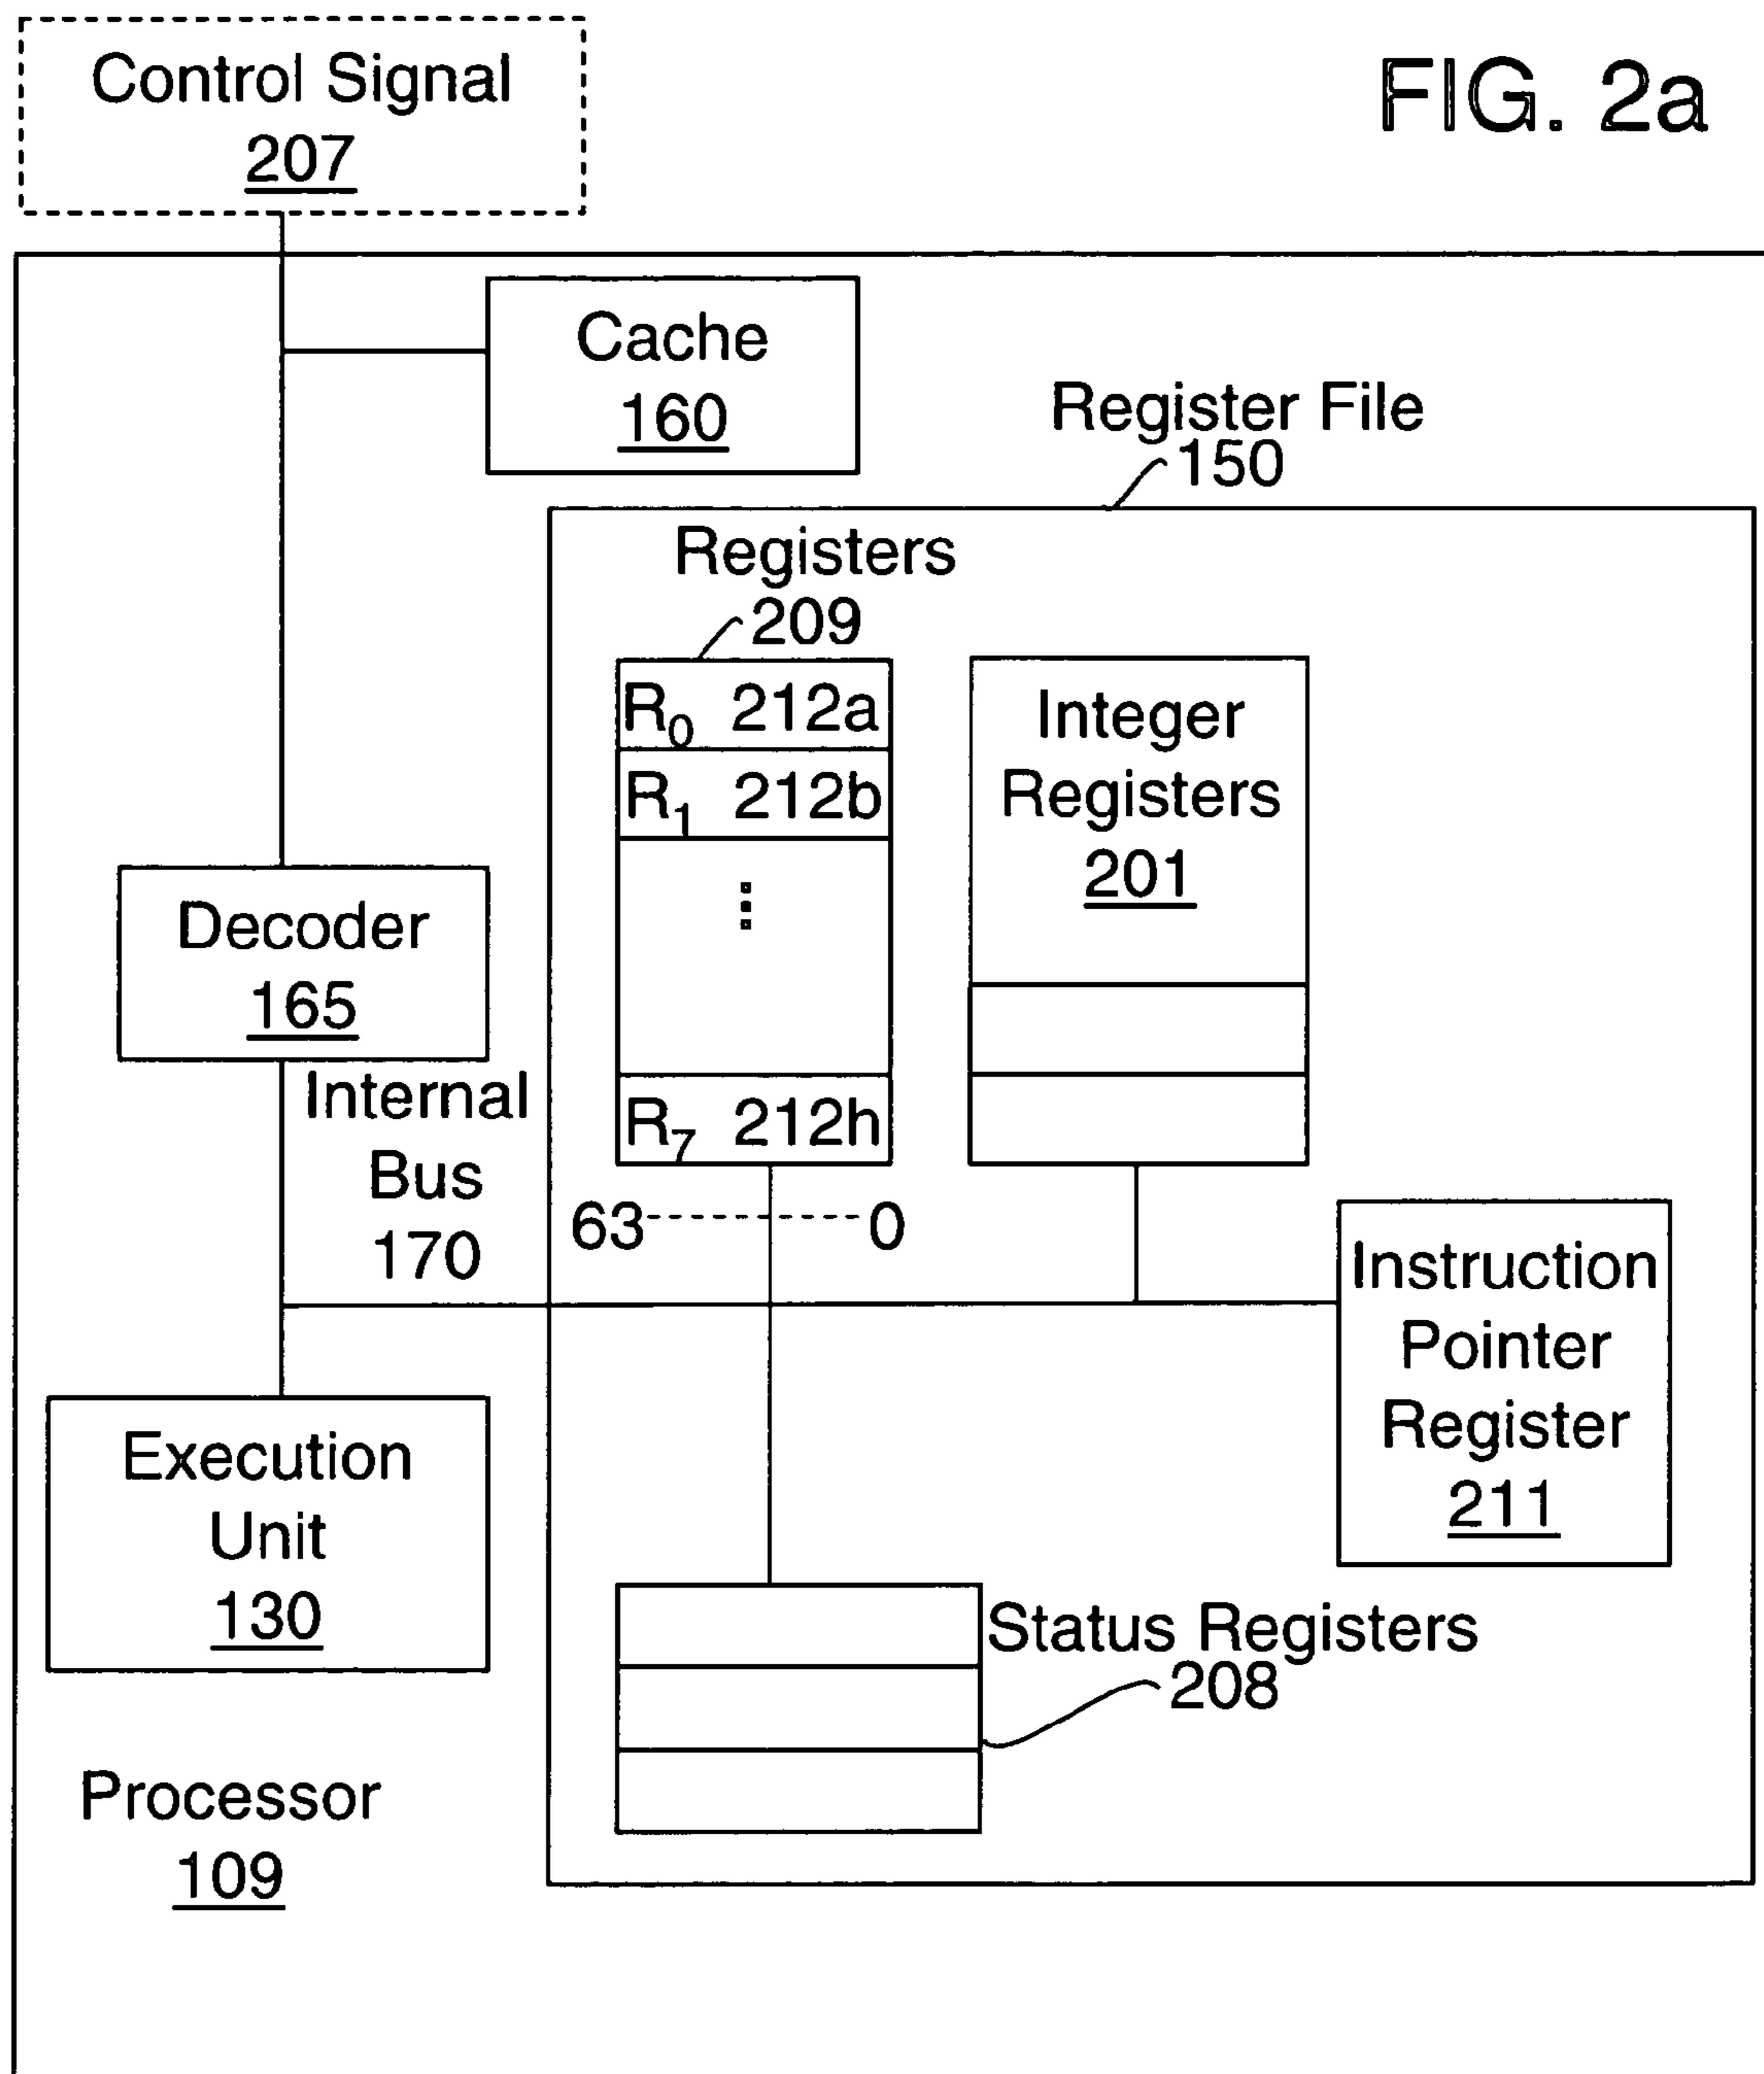 Control Signal
207
FIG. 2a
Cache
160
Register File
150
Registers
209
R0 212a
R1 212b
⋮
R7 212h
63 0
Integer
Registers
201
Decoder
165
Internal
Bus
170
Instruction
Pointer
Register
211
Execution
Unit
130
Status Registers
208
Processor
109